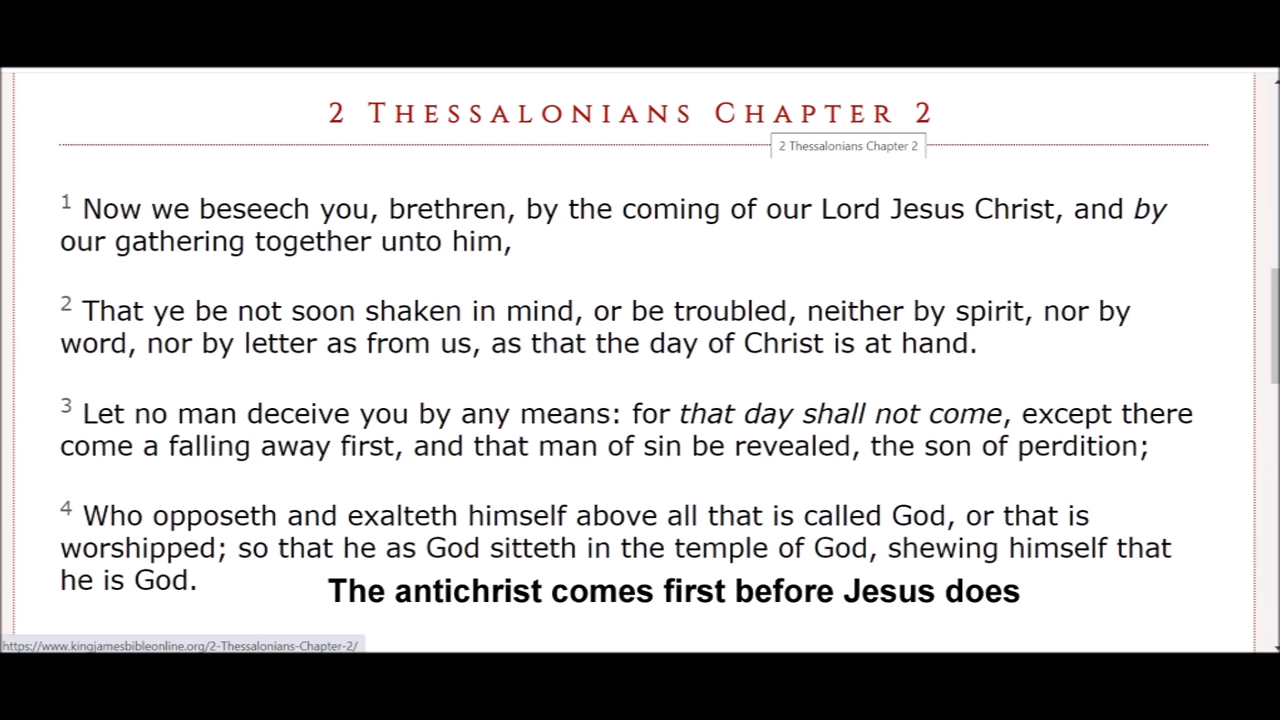 2 THESSALONIANS CHAPTER 2
2 Thessalonians Chapter 2
1 Now we beseech you, brethren, by the coming of our Lord Jesus Christ, and by
our gathering together unto him,
2 That ye be not soon shaken in mind, or be troubled, neither by spirit, nor by
word, nor by letter as from us, as that the day of Christ is at hand.
3 Let no man deceive you by any means: for that day shall not come, except there
come a falling away first, and that man of sin be revealed, the son of perdition;
4 Who opposeth and exalteth himself above all that is called God, or that is
worshipped; so that he as God sitteth in the temple of God, shewing himself that
he is God.
The antichrist comes first before Jesus does
https://www.kingjamesbibleonline.org/2-Thessalonians-Chapter-2/